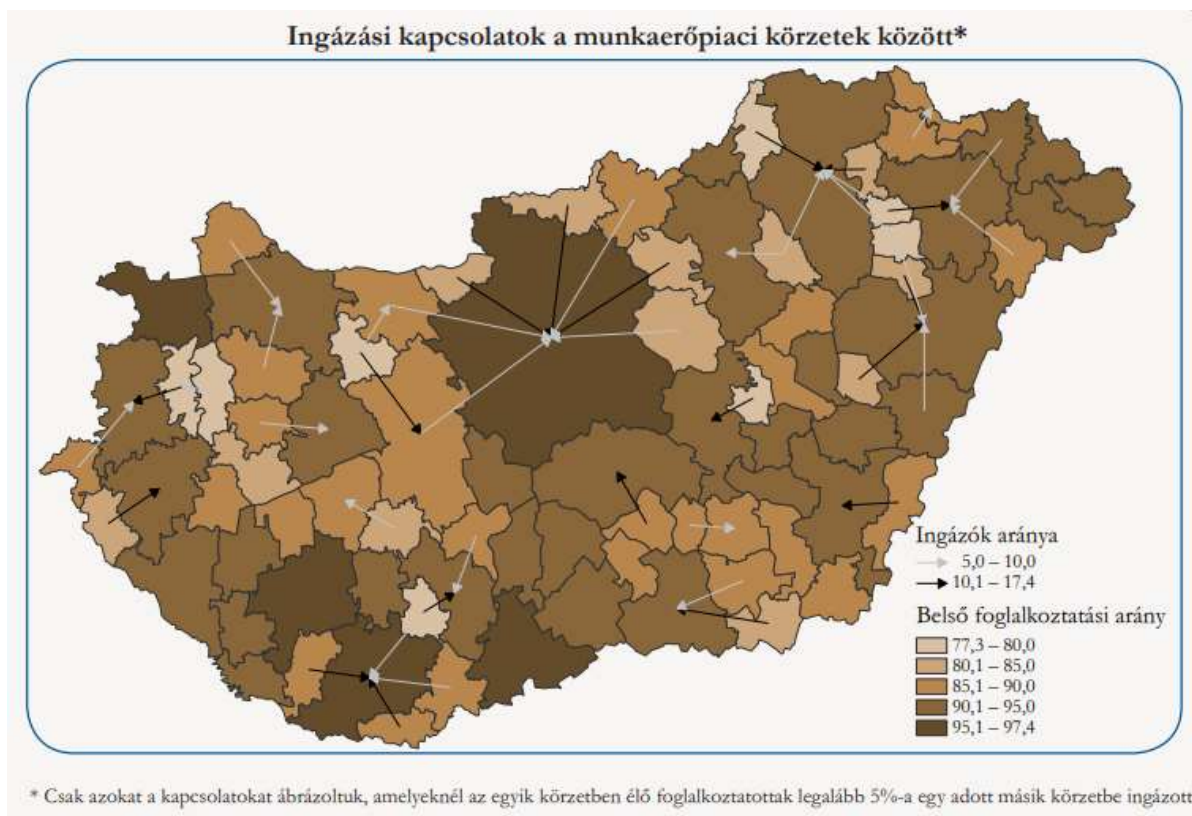 Ingázási kapcsolatok a munkaerőpiaci körzetek között*
Ingázók aránya
5,0 – 10,0
10,1 – 17,4
Belső foglalkoztatási arány
77,3 – 80,0
80,1 – 85,0
85,1 – 90,0
90,1 – 95,0
95,1 – 97,4
* Csak azokat a kapcsolatokat ábrázoltuk, amelyeknél az egyik körzetben élő foglalkoztatottak legalább 5%-a egy adott másik körzetbe ingázott